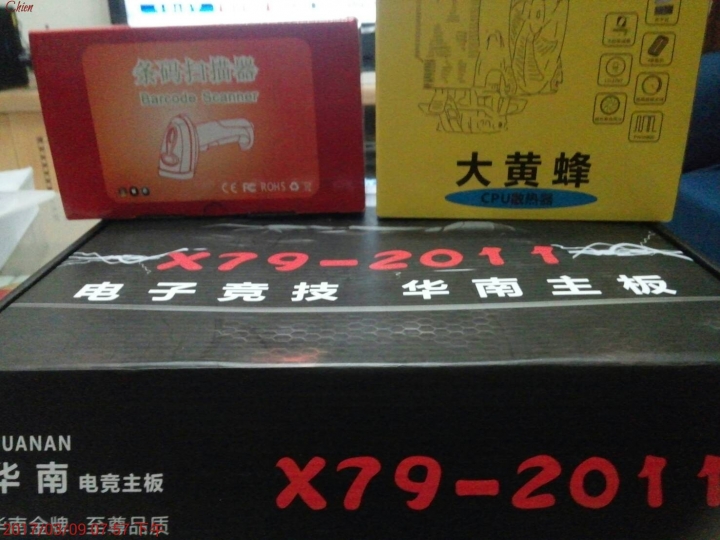 Chien
条码扫描器
Barcode Scanner
CE FC ROHS
大黄蜂
CPU散热器
X79-2011
电子竞技 华南主板
UANAN
华南 电竞主板
X79-2011
华南金牌 至尊品质